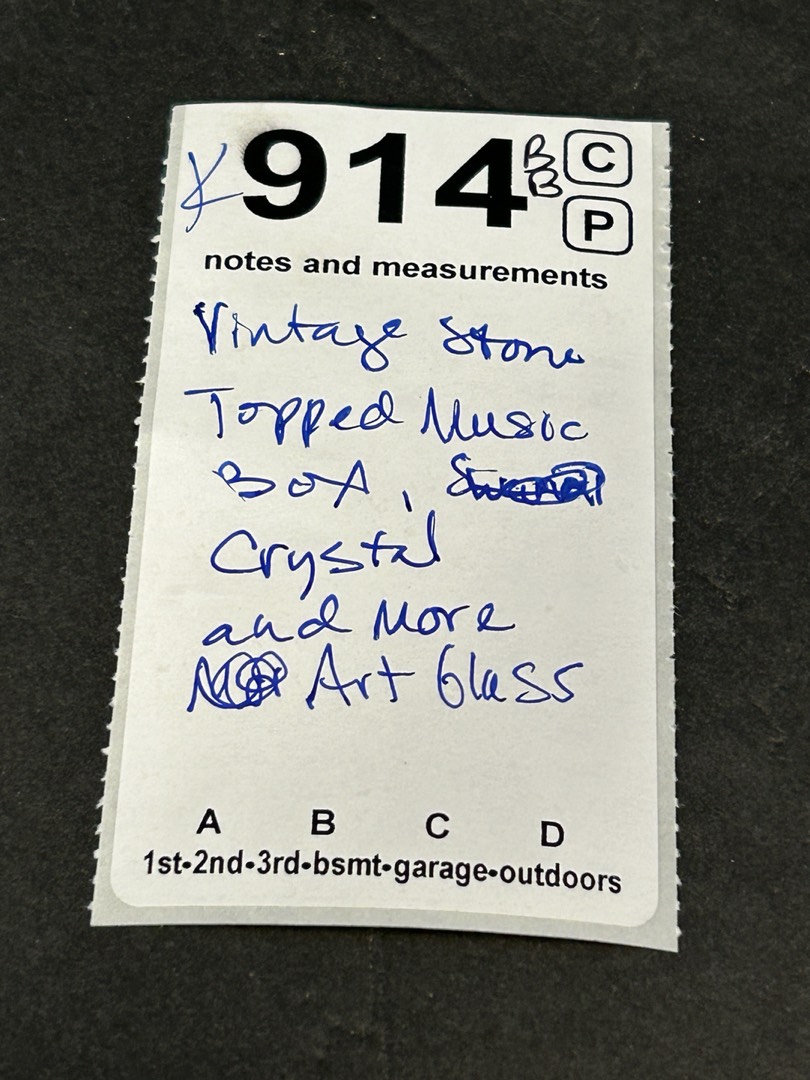 K 914 BB C
P
notes and measurements
Vintage Stone
Topped Music
Box,
Crystal
and More
Art Glass
A B C D
1st•2nd•3rd•bsmt•garage•outdoors